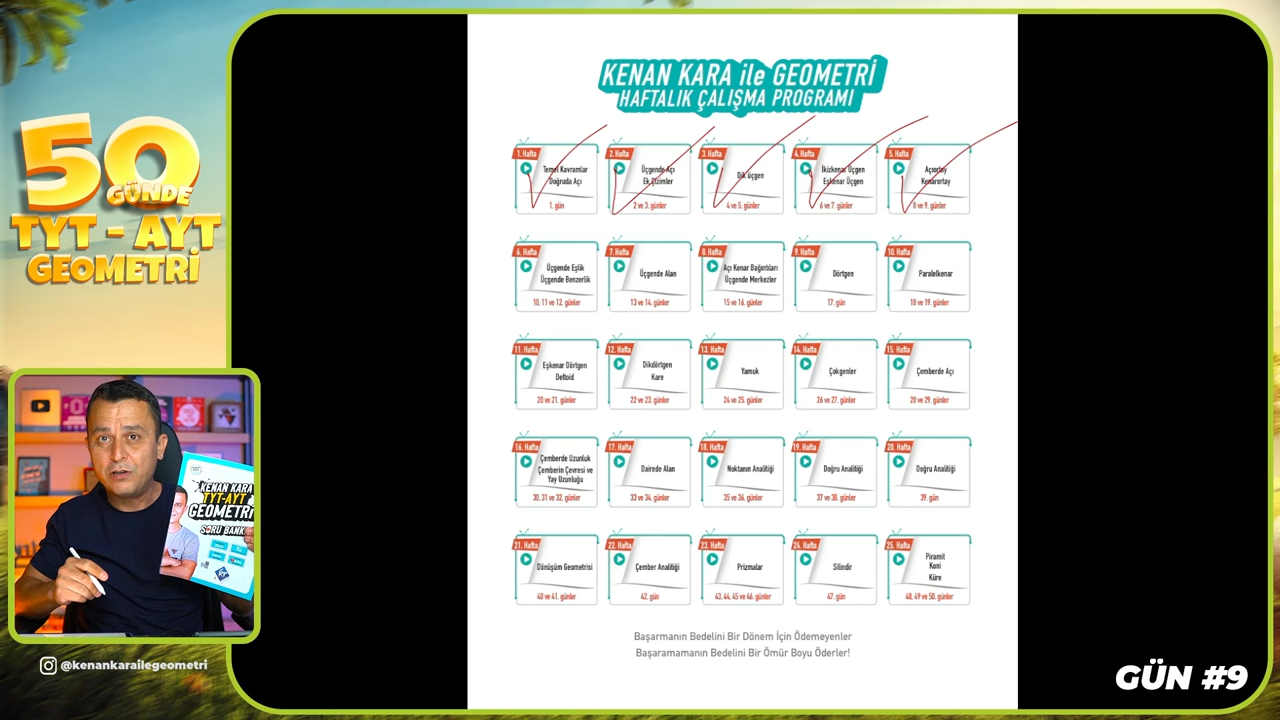 50
GÜNDE
TYT - AYT
GEOMETRİ
KENAN KARA ile GEOMETRİ
HAFTALIK ÇALIŞMA PROGRAMI
1. Hafta
Temel Kavramlar
Doğruda Açı
1. gün
2. Hafta
Üçgende Açı
Ek Çizimler
2 ve 3. günler
3. Hafta
Dik üçgen
4 ve 5. günler
4. Hafta
İkizkenar Üçgen
Eşkenar Üçgen
6 ve 7. günler
5. Hafta
Açıortay
Kenarortay
8 ve 9. günler
6. Hafta
Üçgende Eşlik
Üçgende Benzerlik
10, 11 ve 12. günler
7. Hafta
Üçgende Alan
13 ve 14. günler
8. Hafta
Açı Kenar Bağıntıları
Üçgende Merkezler
15 ve 16. günler
9. Hafta
Dörtgen
17. gün
10. Hafta
Paralelkenar
18 ve 19. günler
11. Hafta
Eşkenar Dörtgen
Deltoid
20 ve 21. günler
12. Hafta
Dikdörtgen
Kare
22 ve 23. günler
13. Hafta
Yamuk
24 ve 25. günler
14. Hafta
Çokgenler
26 ve 27. günler
15. Hafta
Çemberde Açı
28 ve 29. günler
16. Hafta
Çemberde Uzunluk
Çemberin Çevresi ve
Yay Uzunluğu
30, 31 ve 32. günler
17. Hafta
Dairede Alan
33 ve 34. günler
18. Hafta
Noktanın Analitiği
35 ve 36. günler
19. Hafta
Doğru Analitiği
37 ve 38. günler
20. Hafta
Doğru Analitiği
39. gün
21. Hafta
Dönüşüm Geometrisi
40 ve 41. günler
22. Hafta
Çember Analitiği
42. gün
23. Hafta
Prizmalar
43, 44, 45 ve 46. günler
24. Hafta
Silindir
47. gün
25. Hafta
Piramit
Koni
Küre
48, 49 ve 50. günler
Başarmanın Bedelini Bir Dönem İçin Ödemeyenler
Başaramamanın Bedelini Bir Ömür Boyu Öderler!
KENAN KARA
TYT-AYT
GEOMETRİ
SORU BANK
@kenankarailegeometri
GÜN #9